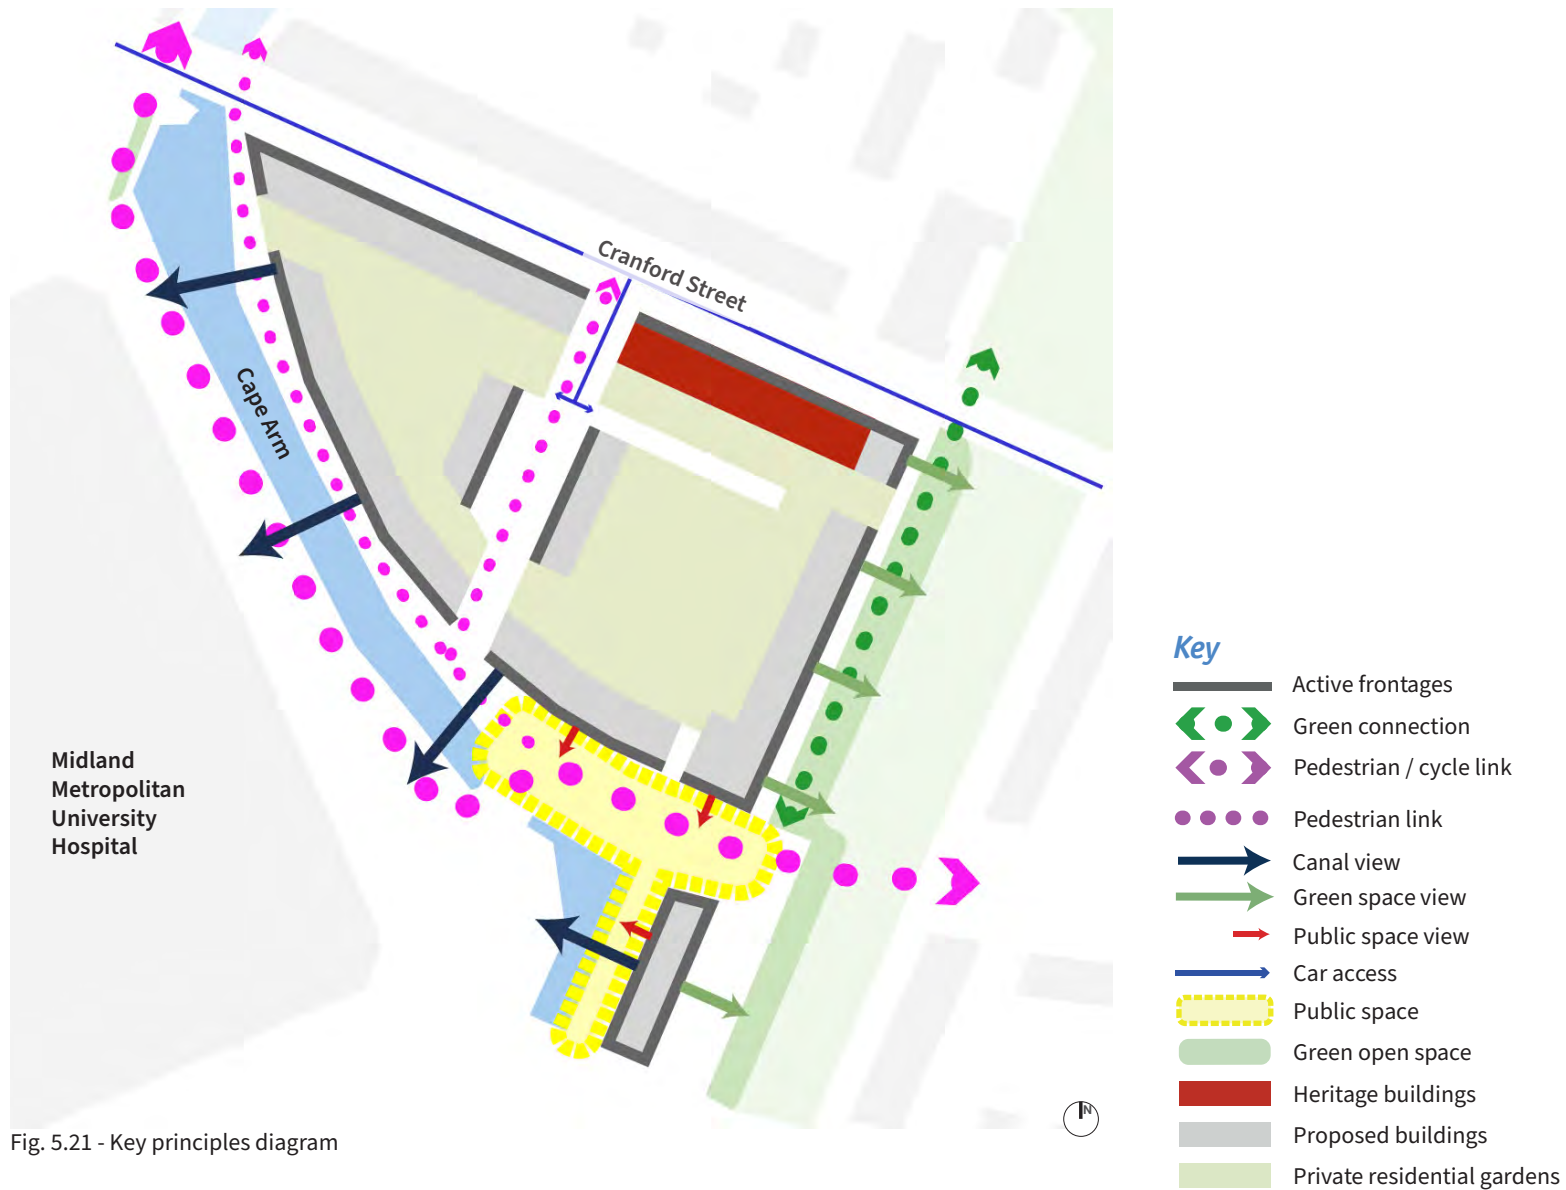 Cranford Street
Cape Arm
Midland
Metropolitan
University
Hospital
N
Fig. 5.21 - Key principles diagram
Key
Active frontages
Green connection
Pedestrian / cycle link
Pedestrian link
Canal view
Green space view
Public space view
Car access
Public space
Green open space
Heritage buildings
Proposed buildings
Private residential gardens